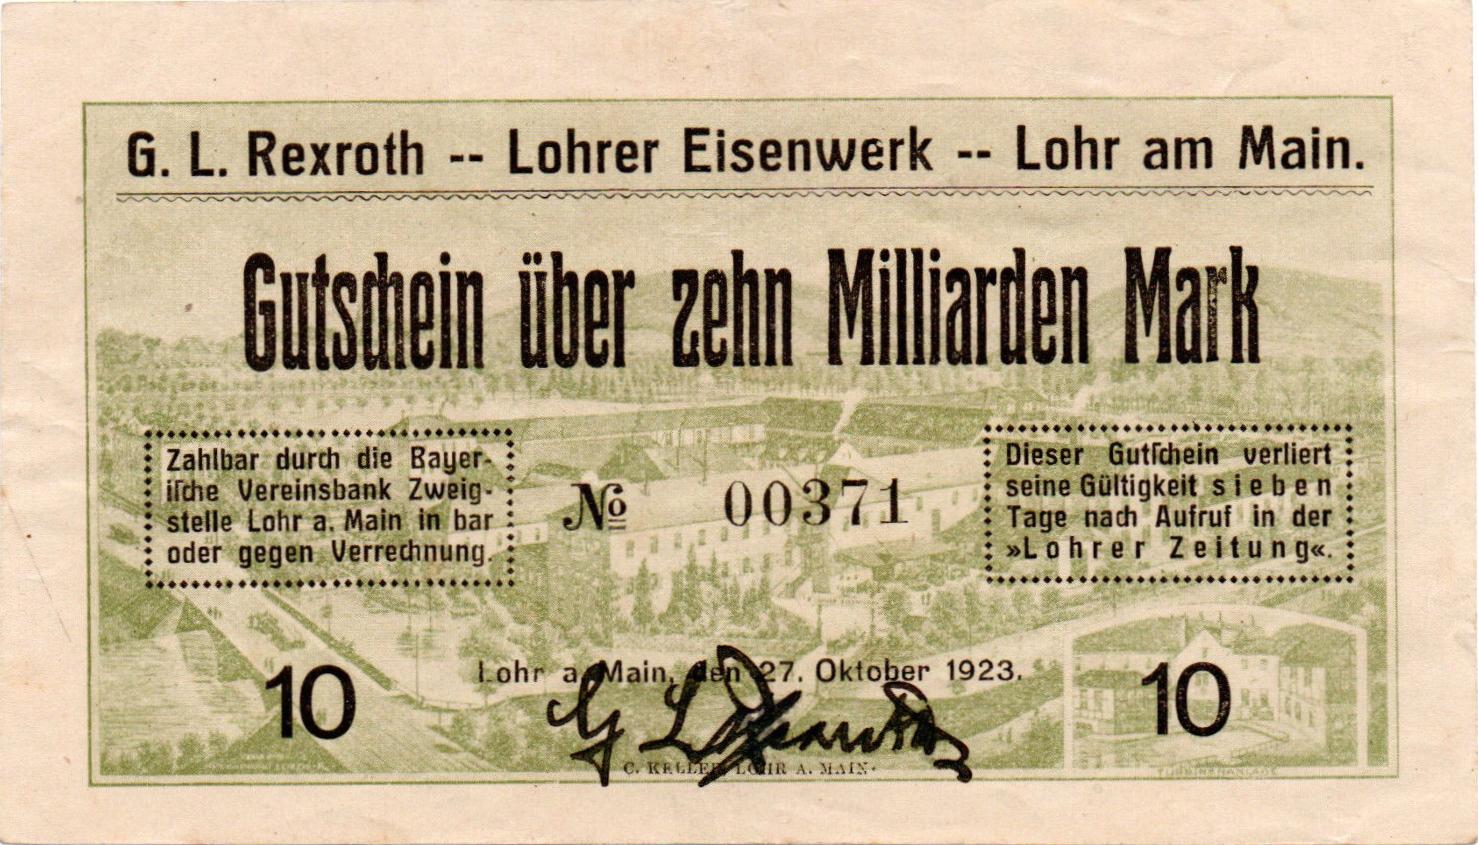 G. L. Rexroth -- Lohrer Eisenwerk -- Lohr am Main.
Gutschein über zehn Milliarden Mark
Zahlbar durch die Bayer-
ische Vereinsbank Zweig-
stelle Lohr a. Main in bar
oder gegen Verrechnung.
№ 00371
Dieser Gutſchein verliert
seine Gültigkeit sieben
Tage nach Aufruf in der
»Lohrer Zeitung«.
Lohr a. Main, den 27. Oktober 1923.
10
G L Rexroth
10
C. KELLER, LOHR A. MAIN.
TURBINENANLAGE